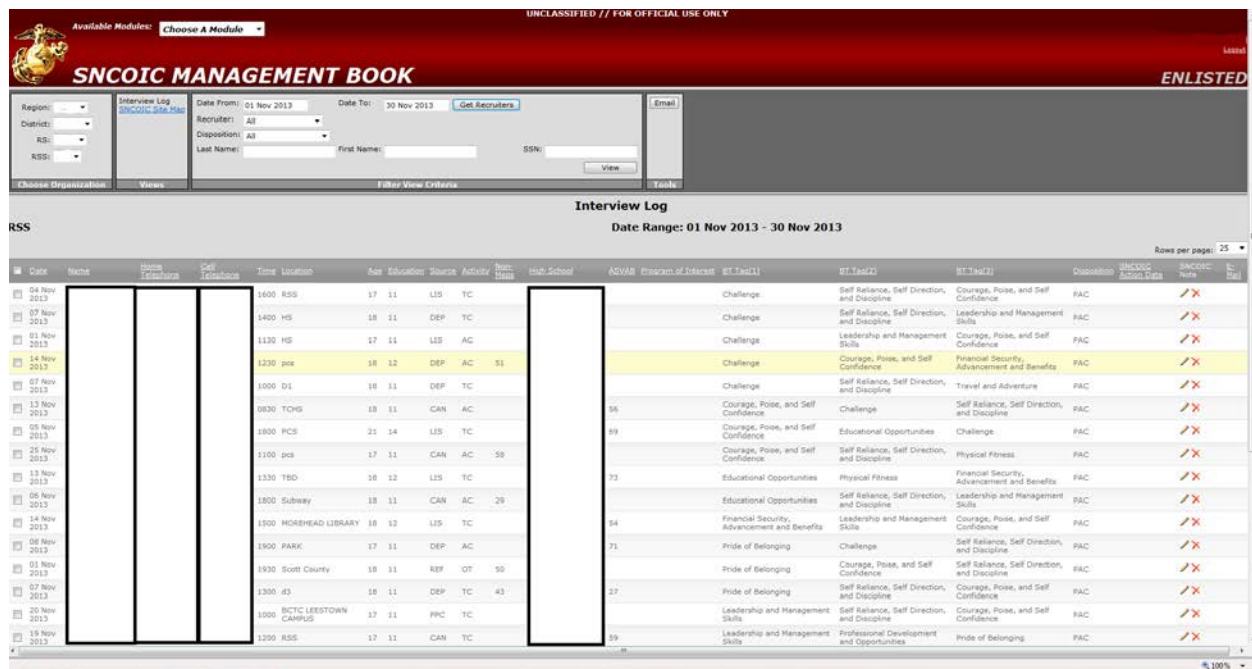 UNCLASSIFIED // FOR OFFICIAL USE ONLY
Available Modules: Choose A Module
Logout
SNCOIC MANAGEMENT BOOK
ENLISTED
Region:
District:
RS:
RSS:
Choose Organization
Interview Log
SNCOIC Site Map
Views
Date From: 01 Nov 2013 Date To: 30 Nov 2013 Get Recruiters
Recruiter: All
Disposition: All
Last Name: First Name: SSN:
View
Filter View Criteria
Email
Tools
Interview Log
RSS Date Range: 01 Nov 2013 - 30 Nov 2013
Rows per page: 25
Date Name Home Telephone Cell Telephone Time Location Age Education Source Activity High School ASVAB Program of Interest BT Tag(1) BT Tag(2) BT Tag(3) Disposition SNCOIC Action Date SNCOIC Note E-Mail
04 Nov 2013 1600 RSS 17 11 LIS TC Challenge Self Reliance, Self Direction, and Discipline Courage, Poise, and Self Confidence PAC
07 Nov 2013 1400 HS 18 11 DEP TC Challenge Self Reliance, Self Direction, and Discipline Leadership and Management Skills PAC
01 Nov 2013 1130 HS 17 11 LIS AC Challenge Leadership and Management Skills Courage, Poise, and Self Confidence PAC
14 Nov 2013 1230 pcs 18 12 DEP AC 51 Challenge Courage, Poise, and Self Confidence Financial Security, Advancement and Benefits PAC
07 Nov 2013 1000 D1 18 11 DEP TC Challenge Self Reliance, Self Direction, and Discipline Travel and Adventure PAC
13 Nov 2013 0830 TCHS 18 11 CAN AC 56 Courage, Poise, and Self Confidence Challenge Self Reliance, Self Direction, and Discipline PAC
05 Nov 2013 1800 PCS 21 14 LIS TC 69 Courage, Poise, and Self Confidence Educational Opportunities Challenge PAC
25 Nov 2013 1100 pcs 17 11 CAN AC 58 Courage, Poise, and Self Confidence Self Reliance, Self Direction, and Discipline Physical Fitness PAC
13 Nov 2013 1330 TBD 18 12 LIS TC 73 Educational Opportunities Physical Fitness Financial Security, Advancement and Benefits PAC
06 Nov 2013 1800 Subway 18 11 CAN AC 29 Educational Opportunities Self Reliance, Self Direction, and Discipline Leadership and Management Skills PAC
14 Nov 2013 1500 MOREHEAD LIBRARY 18 12 LIS TC 54 Financial Security, Advancement and Benefits Leadership and Management Skills Courage, Poise, and Self Confidence PAC
08 Nov 2013 1900 PARK 17 11 DEP AC 71 Pride of Belonging Challenge Self Reliance, Self Direction, and Discipline PAC
01 Nov 2013 1930 Scott County 18 11 REF OT 50 Pride of Belonging Courage, Poise, and Self Confidence Self Reliance, Self Direction, and Discipline PAC
07 Nov 2013 1300 d3 18 11 DEP TC 43 27 Pride of Belonging Self Reliance, Self Direction, and Discipline Courage, Poise, and Self Confidence PAC
20 Nov 2013 1000 BCTC LEESTOWN CAMPUS 17 11 PPC TC Leadership and Management Skills Self Reliance, Self Direction, and Discipline Courage, Poise, and Self Confidence PAC
19 Nov 2013 1200 RSS 17 11 CAN TC 59 Leadership and Management Skills Professional Development and Opportunities Pride of Belonging PAC
100%